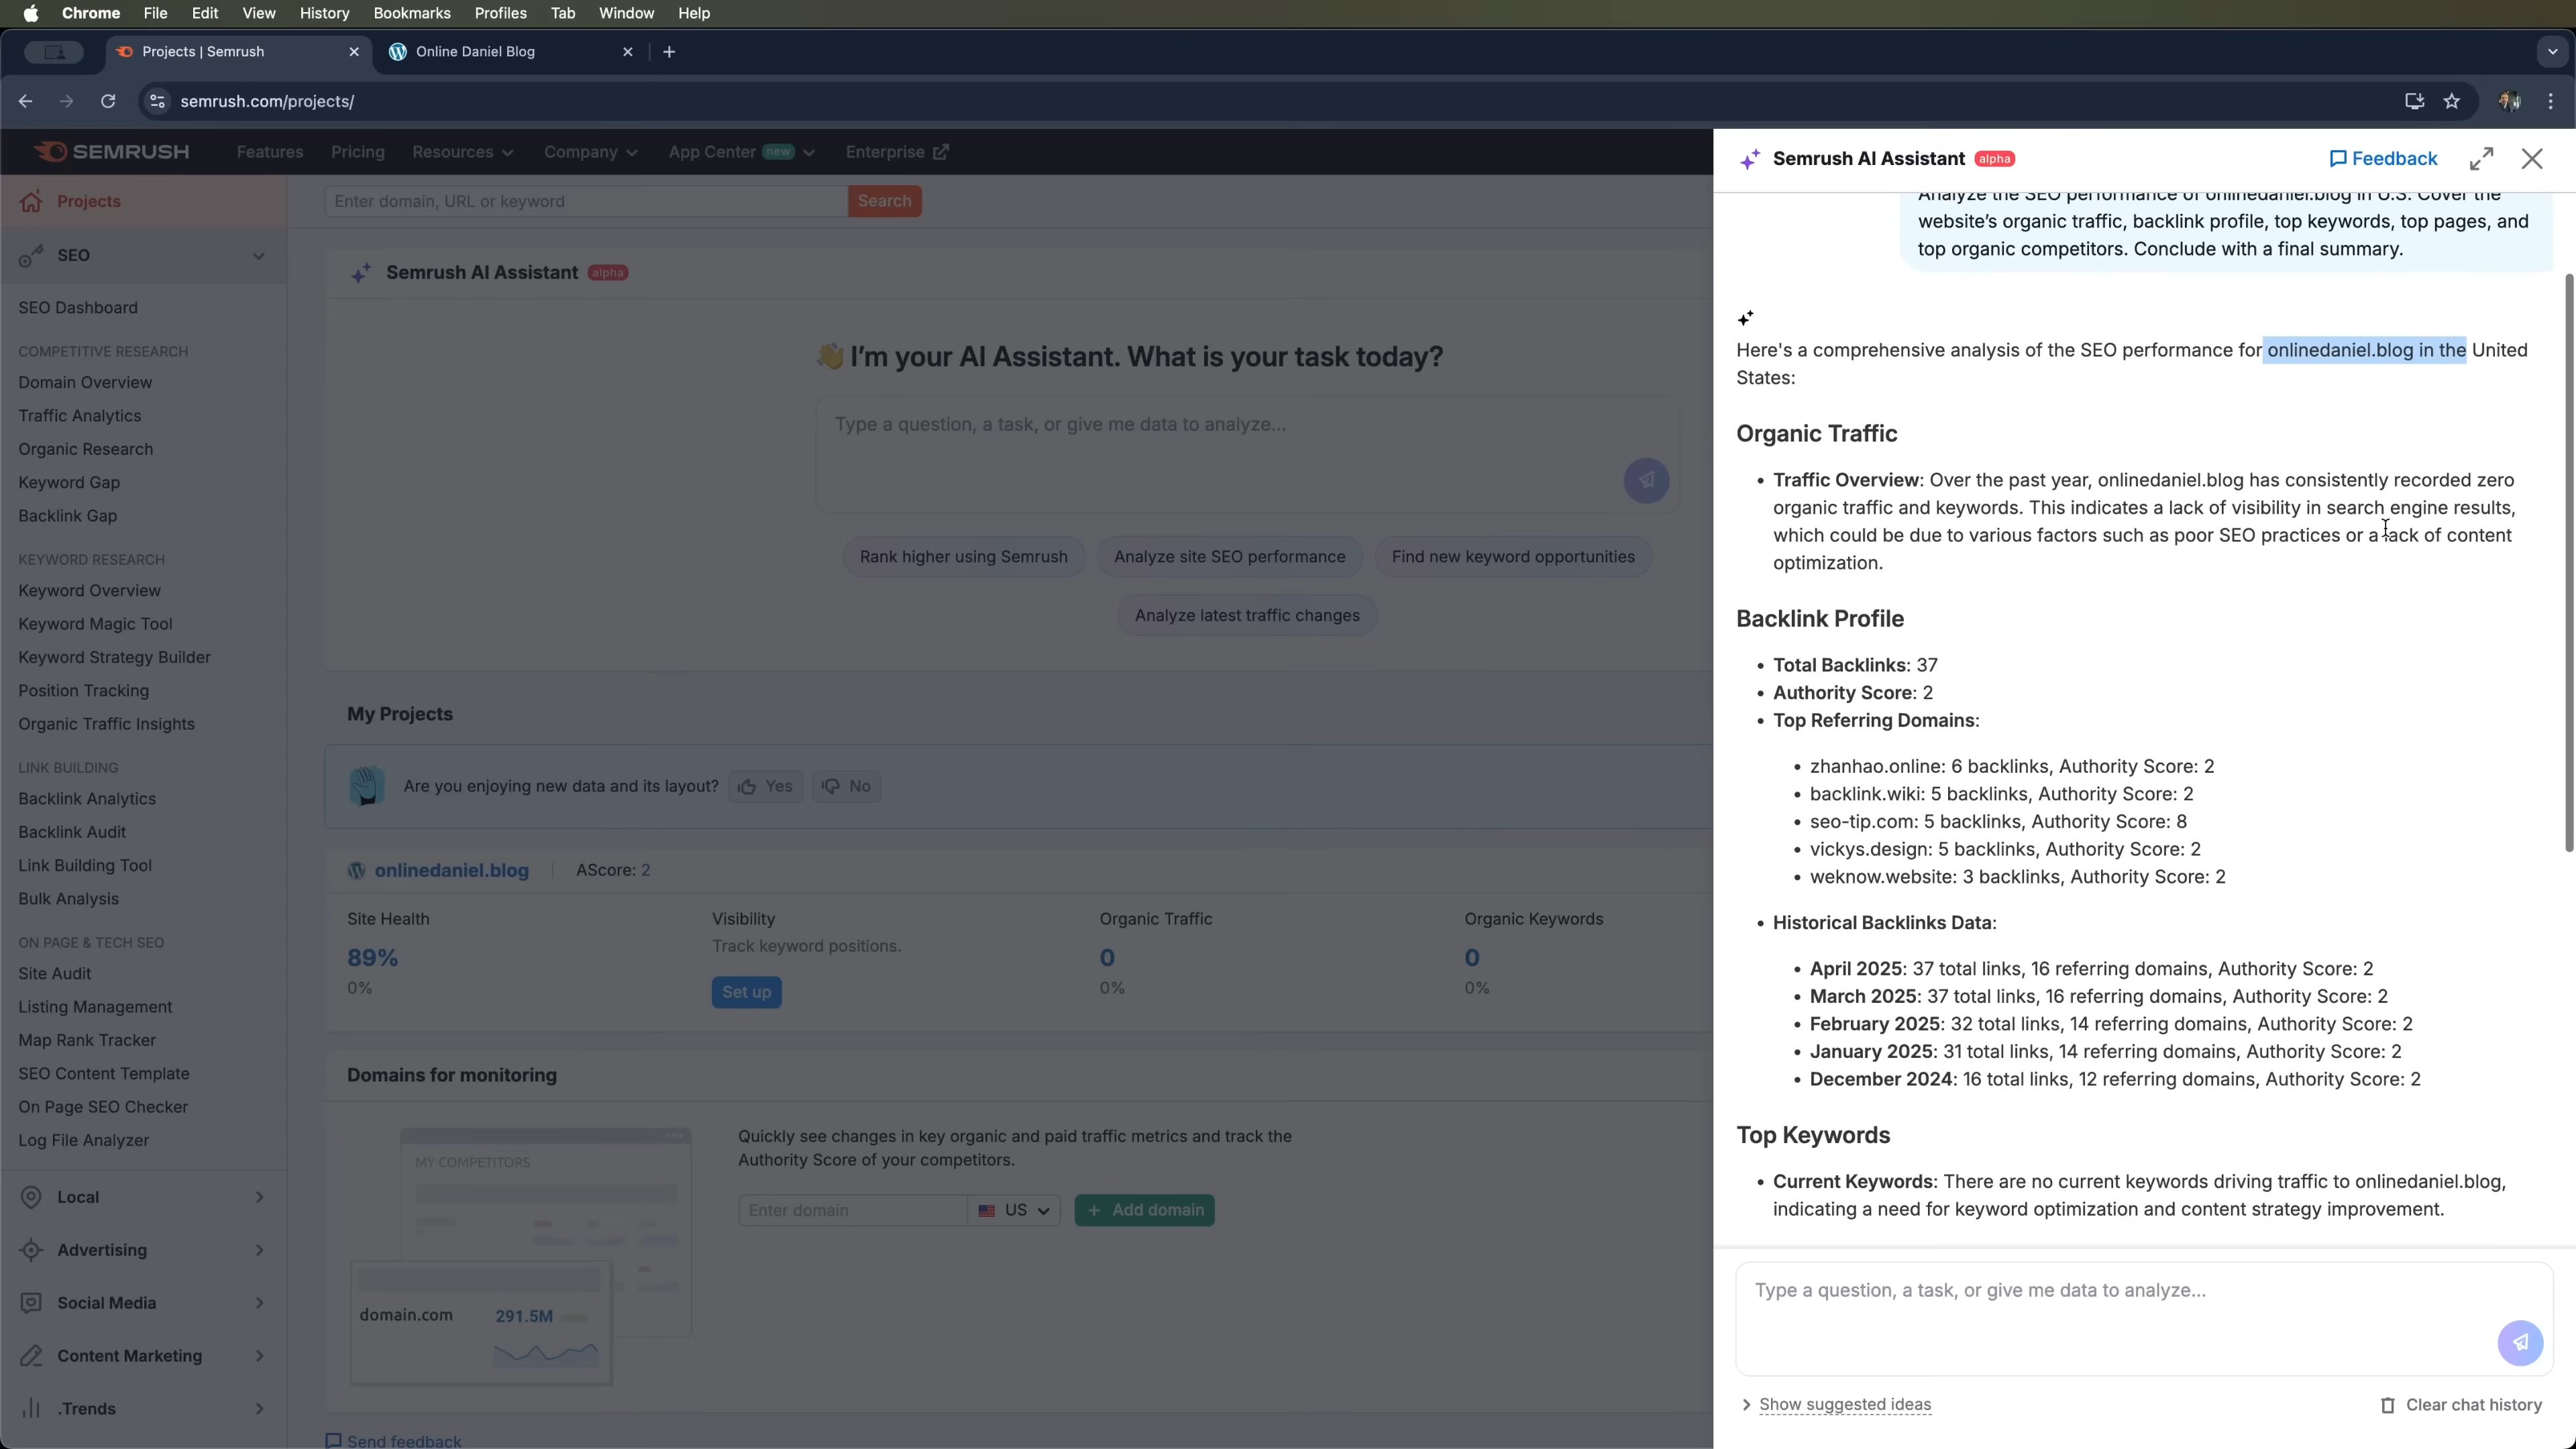 Chrome File Edit View History Bookmarks Profiles Tab Window Help
Projects | Semrush
Online Daniel Blog
semrush.com/projects/
SEMRUSH
Features Pricing Resources Company App Center new Enterprise
Projects
SEO
SEO Dashboard
COMPETITIVE RESEARCH
Domain Overview
Traffic Analytics
Organic Research
Keyword Gap
Backlink Gap
KEYWORD RESEARCH
Keyword Overview
Keyword Magic Tool
Keyword Strategy Builder
Position Tracking
Organic Traffic Insights
LINK BUILDING
Backlink Analytics
Backlink Audit
Link Building Tool
Bulk Analysis
ON PAGE & TECH SEO
Site Audit
Listing Management
Map Rank Tracker
SEO Content Template
On Page SEO Checker
Log File Analyzer
Local
Advertising
Social Media
Content Marketing
.Trends
Enter domain, URL or keyword
Search
Semrush AI Assistant alpha
I'm your AI Assistant. What is your task today?
Type a question, a task, or give me data to analyze...
Rank higher using Semrush
Analyze site SEO performance
Find new keyword opportunities
Analyze latest traffic changes
My Projects
Are you enjoying new data and its layout? Yes No
onlinedaniel.blog AScore: 2
Site Health Visibility Organic Traffic Organic Keywords
Track keyword positions.
89% 0 0
0% Set up 0% 0%
Domains for monitoring
MY COMPETITORS
domain.com 291.5M
Quickly see changes in key organic and paid traffic metrics and track the
Authority Score of your competitors.
Enter domain US + Add domain
Send feedback
Semrush AI Assistant alpha
Feedback
Analyze the SEO performance of onlinedaniel.blog in U.S. Cover the
website’s organic traffic, backlink profile, top keywords, top pages, and
top organic competitors. Conclude with a final summary.
Here's a comprehensive analysis of the SEO performance for onlinedaniel.blog in the United
States:
Organic Traffic
• Traffic Overview: Over the past year, onlinedaniel.blog has consistently recorded zero
organic traffic and keywords. This indicates a lack of visibility in search engine results,
which could be due to various factors such as poor SEO practices or a lack of content
optimization.
Backlink Profile
• Total Backlinks: 37
• Authority Score: 2
• Top Referring Domains:
• zhanhao.online: 6 backlinks, Authority Score: 2
• backlink.wiki: 5 backlinks, Authority Score: 2
• seo-tip.com: 5 backlinks, Authority Score: 8
• vickys.design: 5 backlinks, Authority Score: 2
• weknow.website: 3 backlinks, Authority Score: 2
• Historical Backlinks Data:
• April 2025: 37 total links, 16 referring domains, Authority Score: 2
• March 2025: 37 total links, 16 referring domains, Authority Score: 2
• February 2025: 32 total links, 14 referring domains, Authority Score: 2
• January 2025: 31 total links, 14 referring domains, Authority Score: 2
• December 2024: 16 total links, 12 referring domains, Authority Score: 2
Top Keywords
• Current Keywords: There are no current keywords driving traffic to onlinedaniel.blog,
indicating a need for keyword optimization and content strategy improvement.
Type a question, a task, or give me data to analyze...
Show suggested ideas
Clear chat history